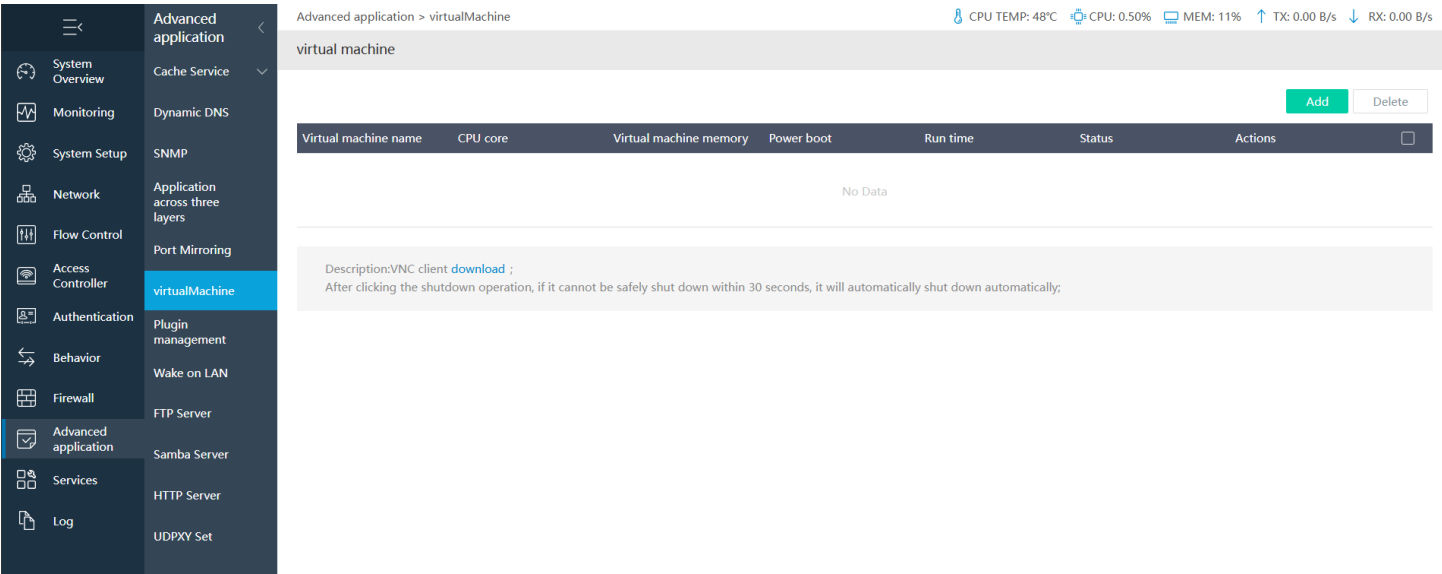 System
Overview
Monitoring
System Setup
Network
Flow Control
Access
Controller
Authentication
Behavior
Firewall
Advanced
application
Services
Log
Advanced
application
Cache Service
Dynamic DNS
SNMP
Application
across three
layers
Port Mirroring
virtualMachine
Plugin
management
Wake on LAN
FTP Server
Samba Server
HTTP Server
UDPXY Set
Advanced application > virtualMachine
CPU TEMP: 48℃ CPU: 0.50% MEM: 11% TX: 0.00 B/s RX: 0.00 B/s
virtual machine
Add Delete
Virtual machine name CPU core Virtual machine memory Power boot Run time Status Actions
No Data
Description:VNC client download ;
After clicking the shutdown operation, if it cannot be safely shut down within 30 seconds, it will automatically shut down automatically;